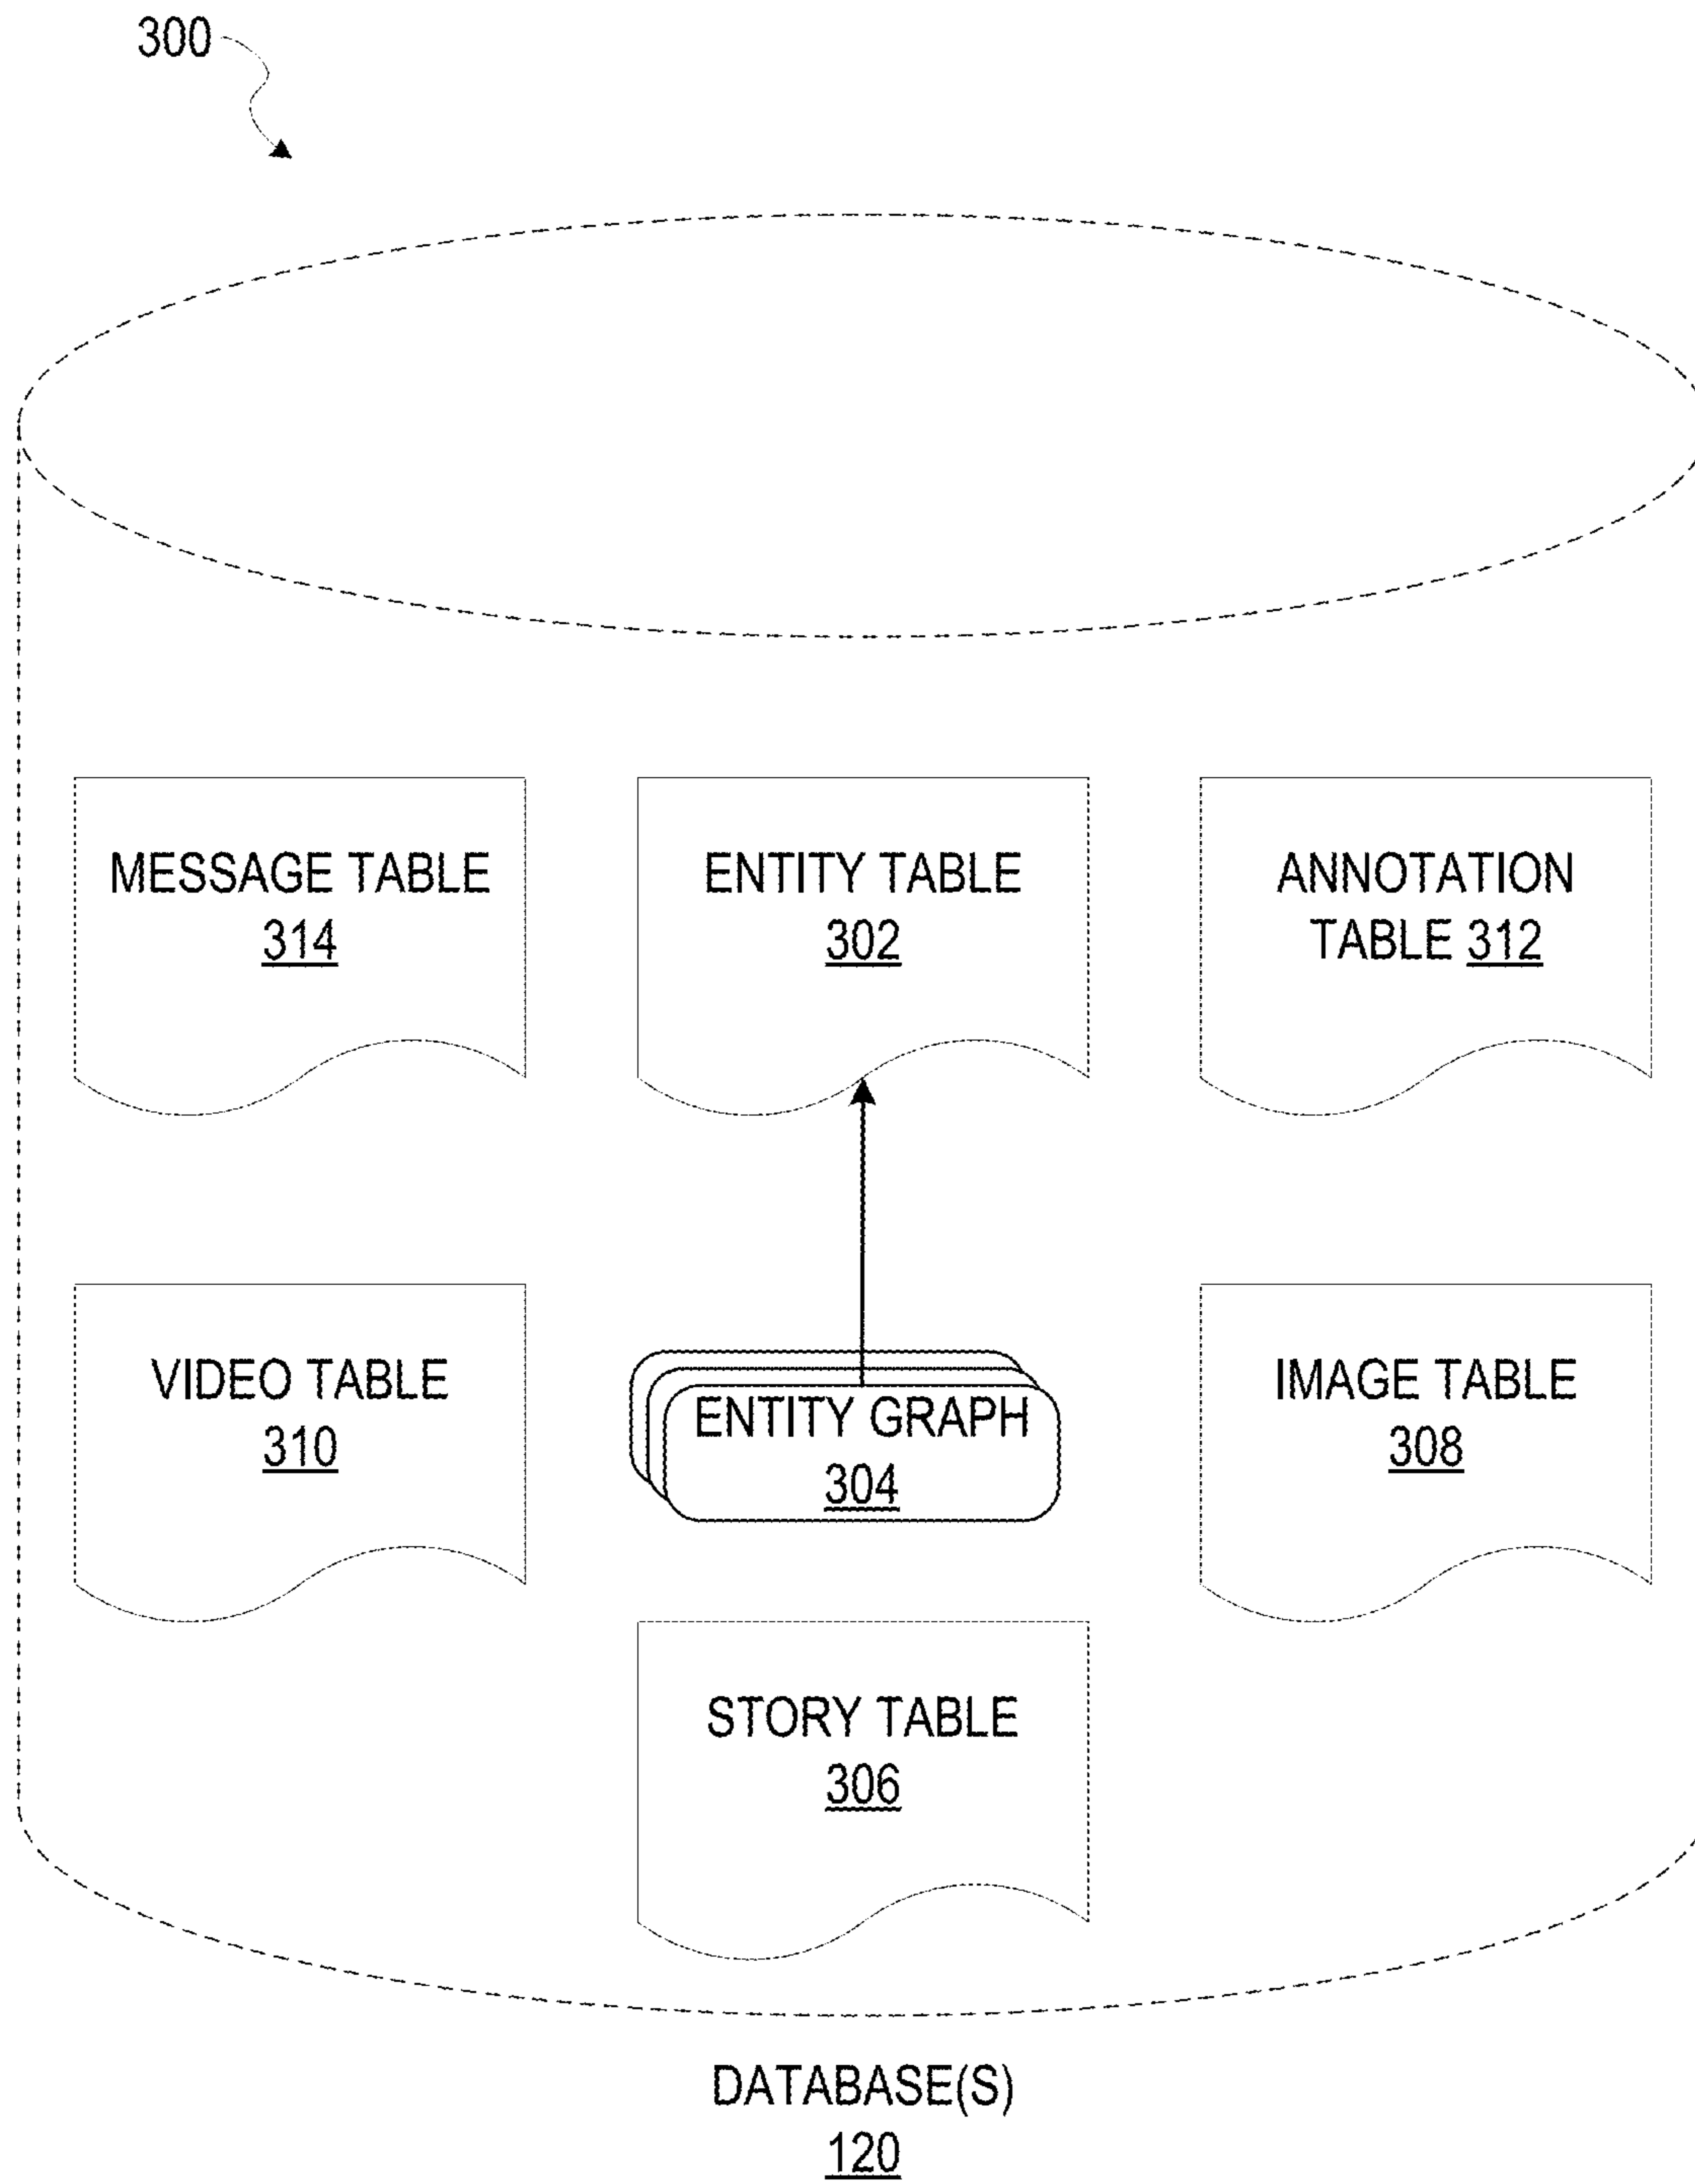 300
MESSAGE TABLE
314
ENTITY TABLE
302
ANNOTATION
TABLE 312
VIDEO TABLE
310
ENTITY GRAPH
304
IMAGE TABLE
308
STORY TABLE
306
DATABASE(S)
120